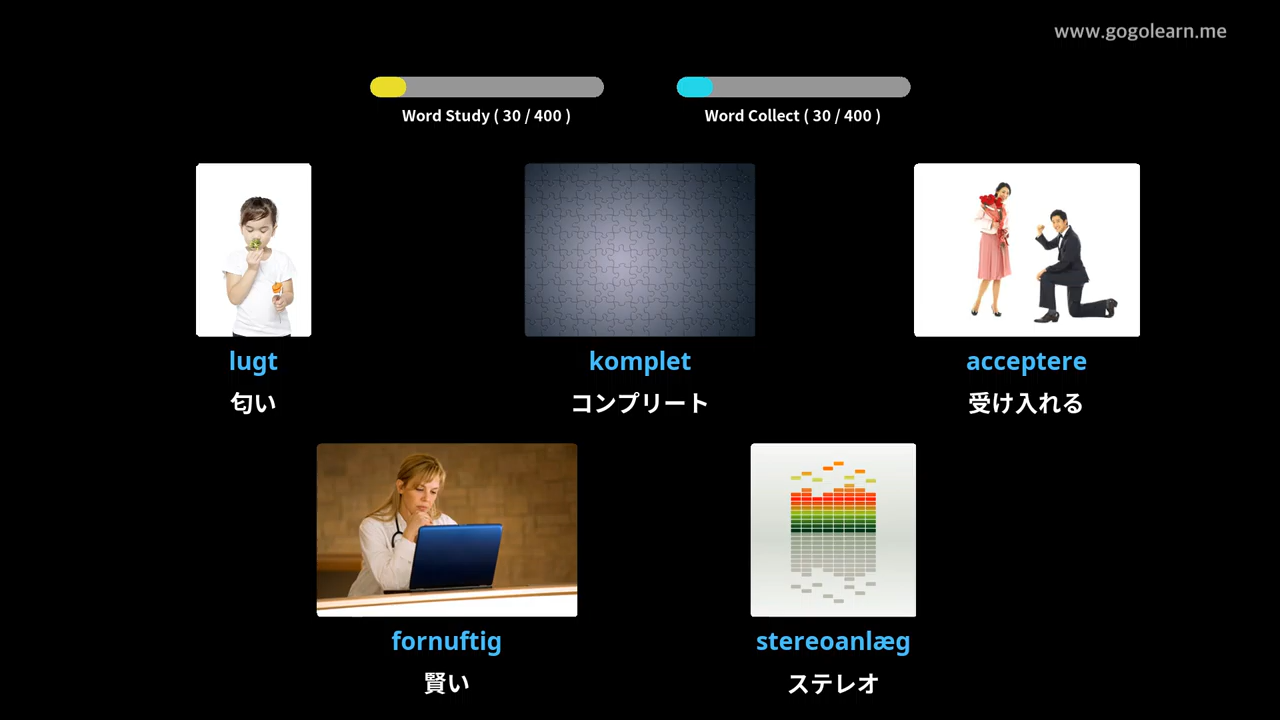 www.gogolearn.me
Word Study ( 30 / 400 )
Word Collect ( 30 / 400 )
lugt
匂い
komplet
コンプリート
acceptere
受け入れる
fornuftig
賢い
stereoanlæg
ステレオ